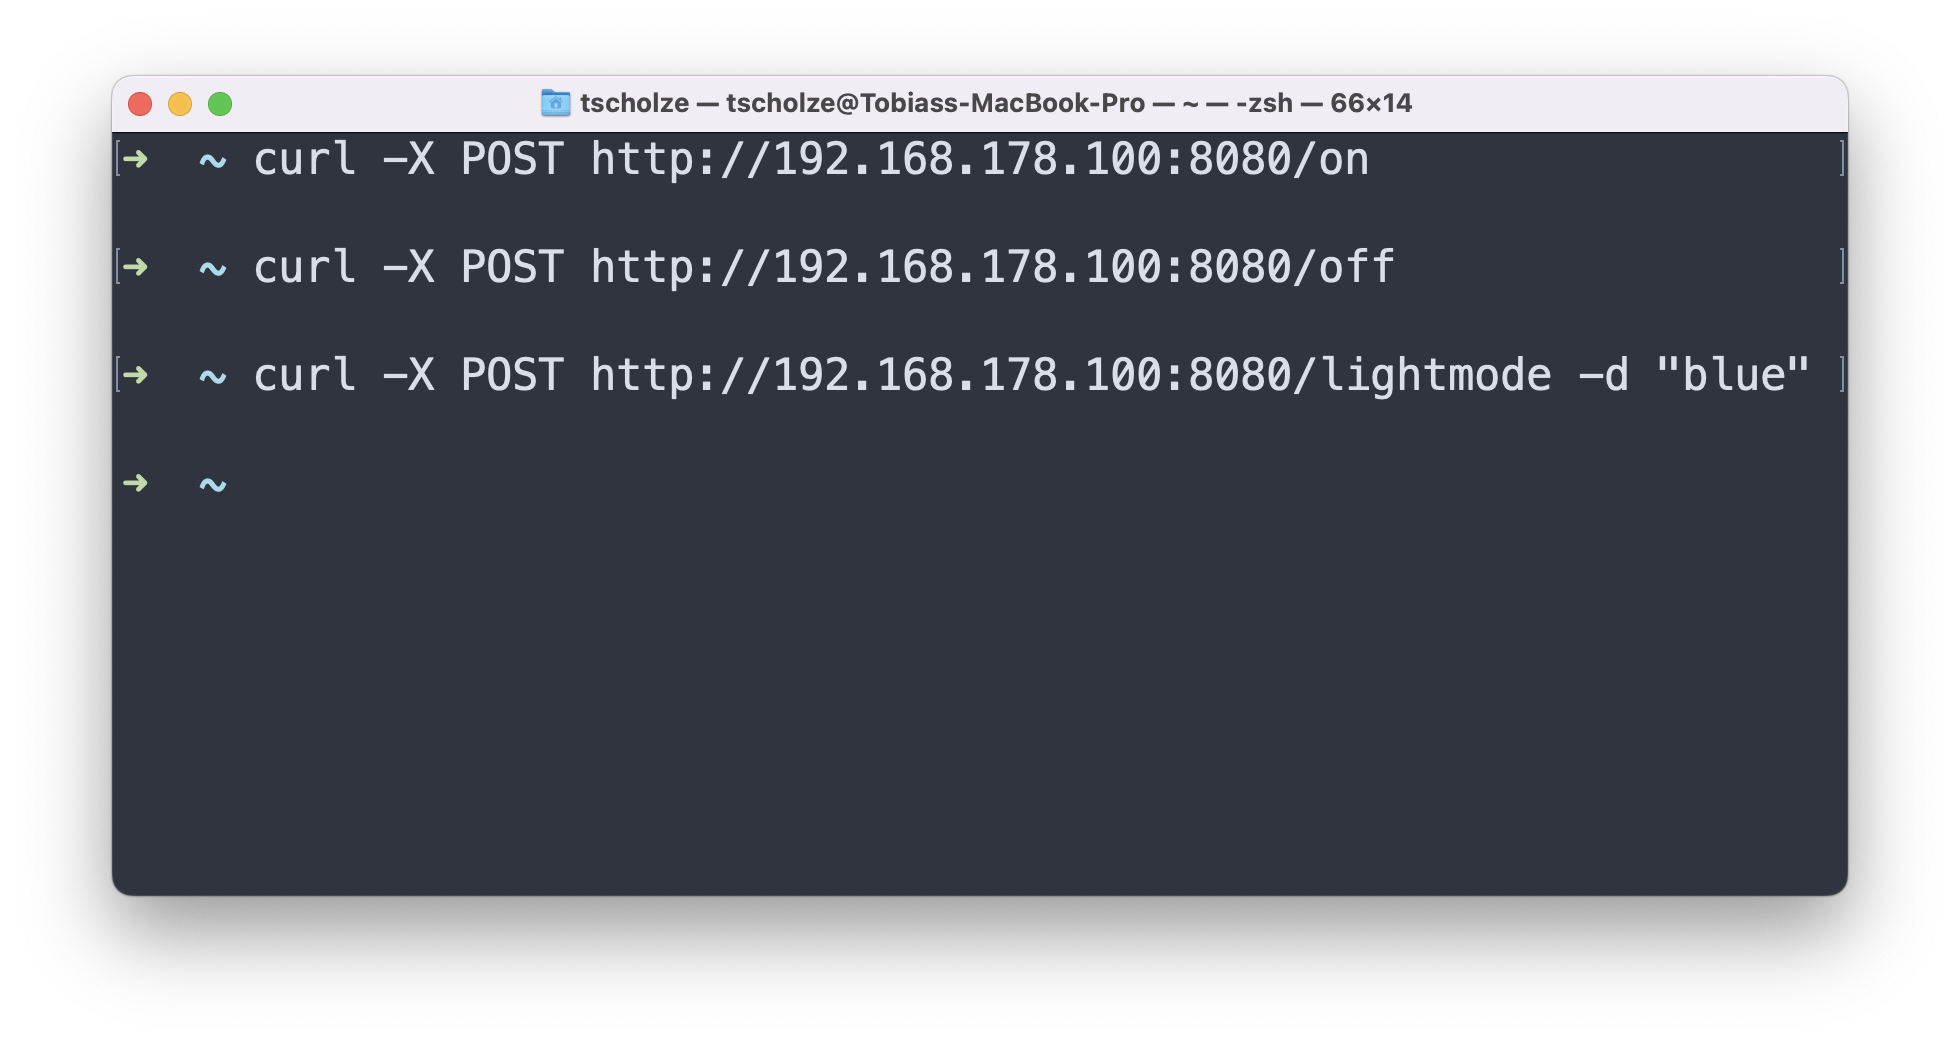 tscholze — tscholze@Tobiass-MacBook-Pro — ~ — -zsh — 66×14
[➜  ~ curl -X POST http://192.168.178.100:8080/on ]
[➜  ~ curl -X POST http://192.168.178.100:8080/off ]
[➜  ~ curl -X POST http://192.168.178.100:8080/lightmode -d "blue" ]
➜  ~